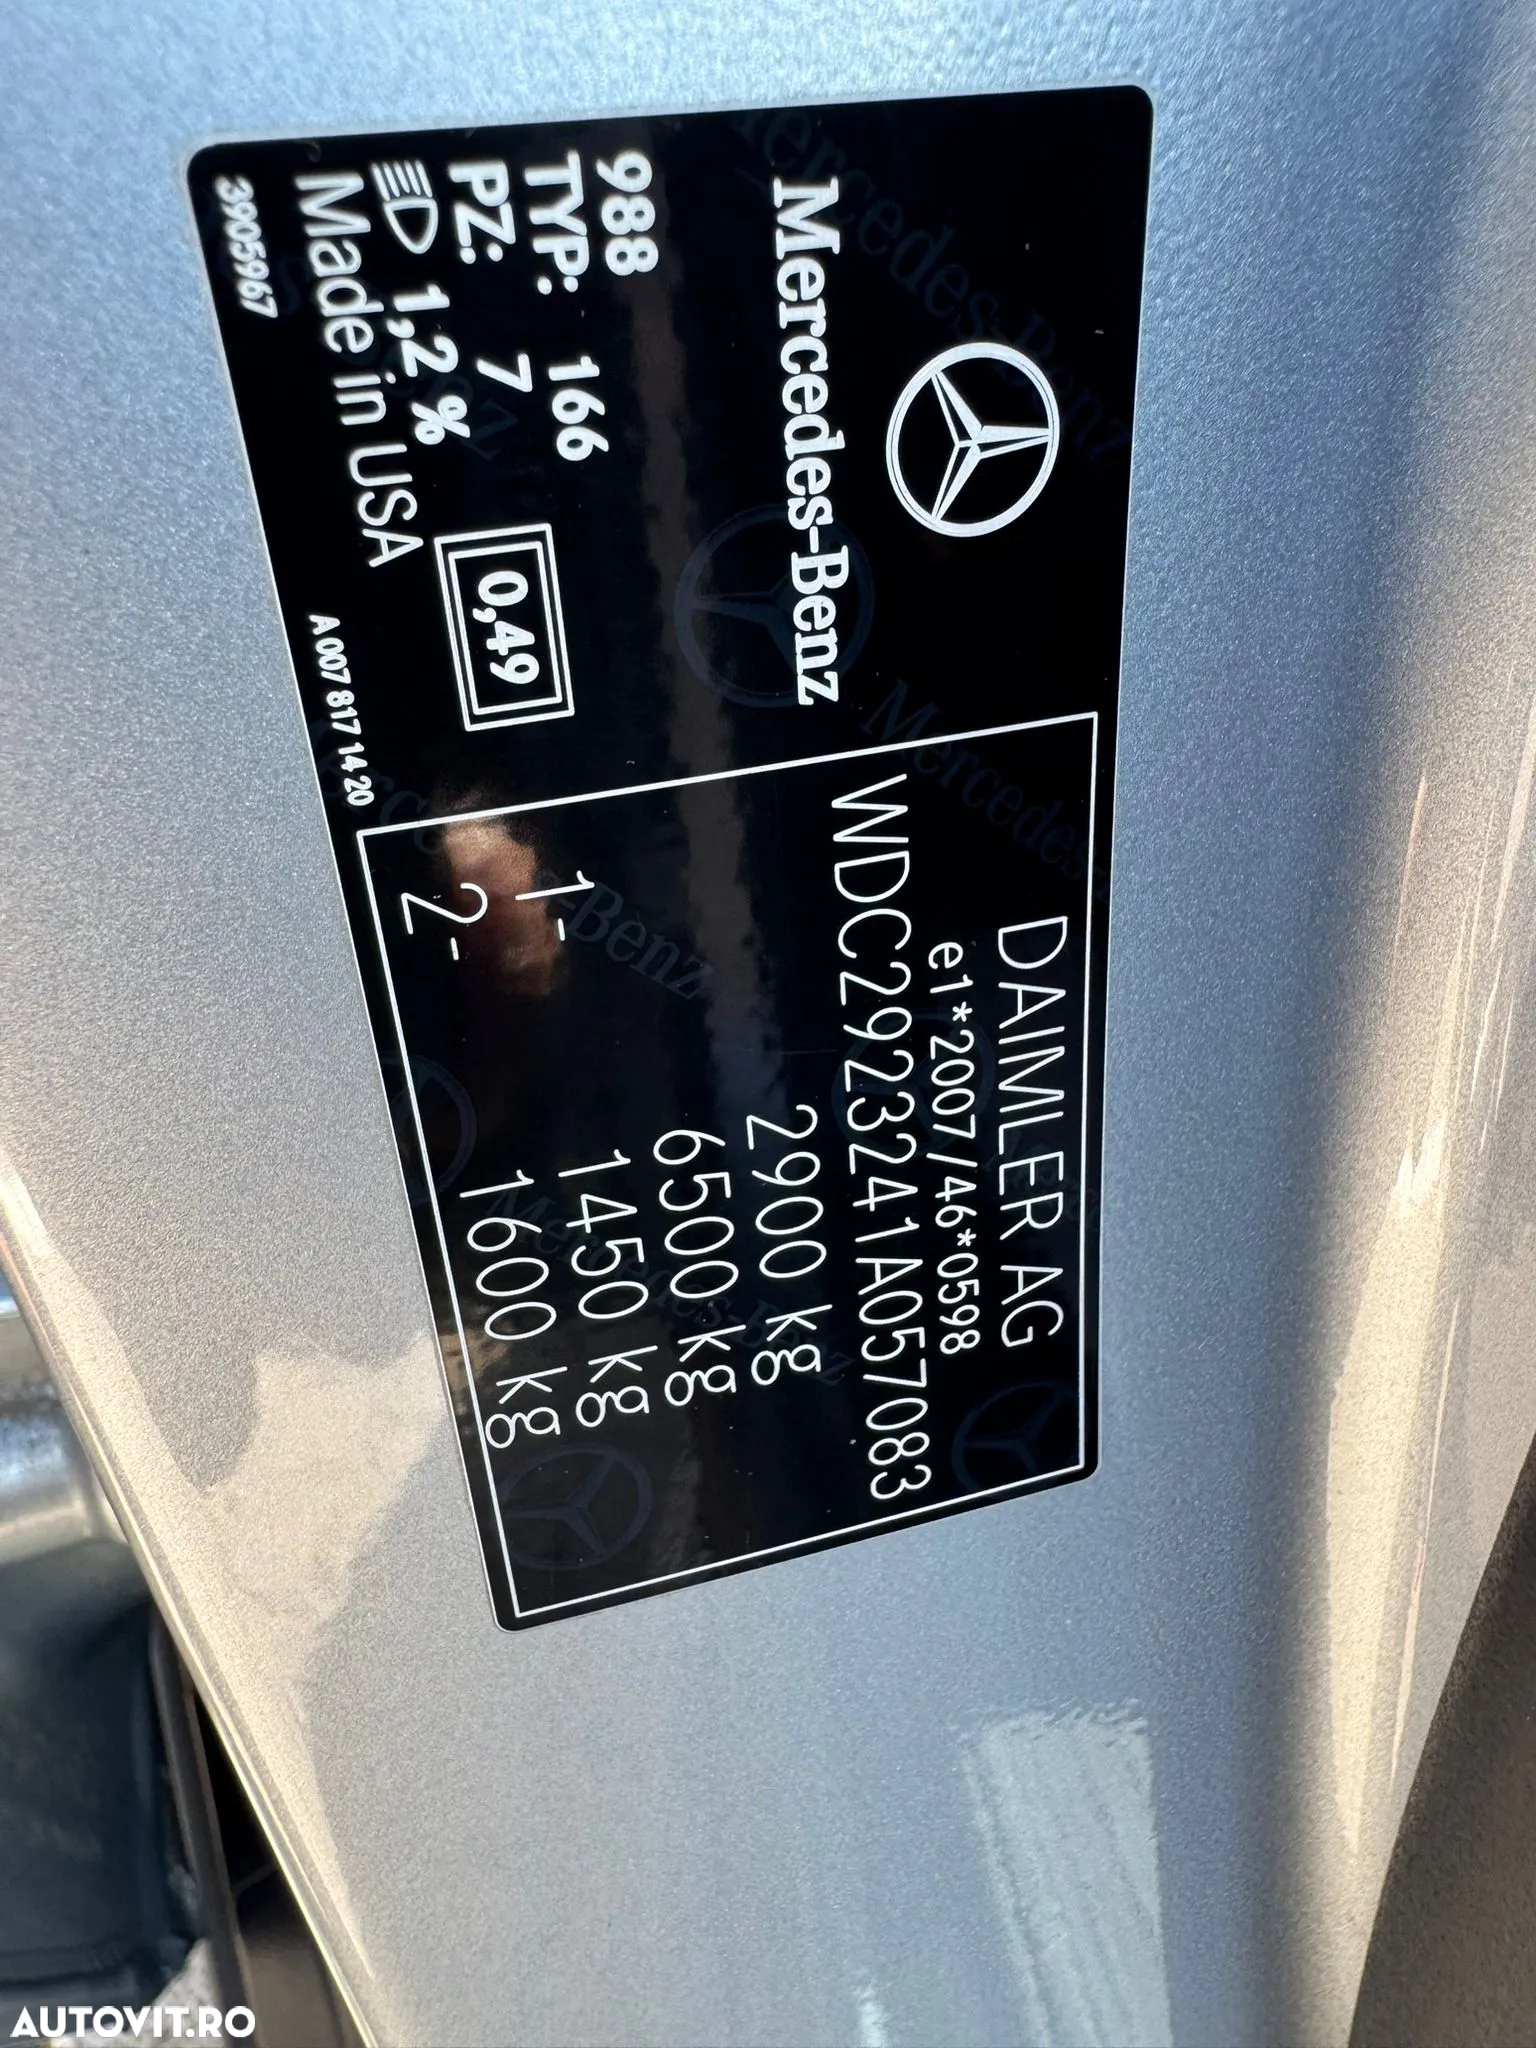 Mercedes-Benz
988
TYP: 166
PZ: 7
1,2 %
0,49
Made in USA
3905967
A 007 817 14 20
DAIMLER AG
e1*2007/46*0598
WDC2923241A057083
2900 kg
6500 kg
1- 1450 kg
2- 1600 kg
AUTOVIT.RO